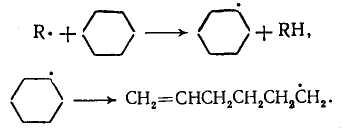 R· + ⟶ · + RH,
· ⟶ CH₂=CHCH₂CH₂CH₂ĊH₂.